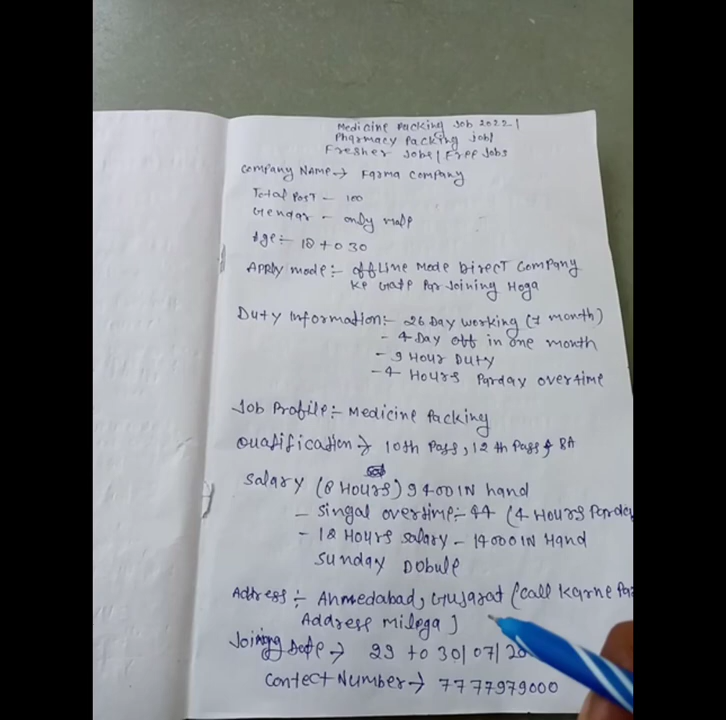 Medicine Packing Job 2022|
Pharmacy Packing Job|
Fresher Jobs| Free Jobs
Company Name → Farma Company
Total Post - 100
Gendar - only male
Age:- 18 to 30
Apply mode:- offLine Mode Direct Company
Ke Gate Par Joining Hoga
Duty Information:- 26 Day working (1 month)
- 4 Day off in one month
- 9 Hour Duty
- 4 Hours Parday overtime
Job Profile:- Medicine Packing
Qualification → 10th Pass, 12 th Pass, BA
Salary (8 Hours) 9400 IN hand
- Singal overtime:- 44 (4 Hours Parday
- 12 Hours salary - 14000 IN Hand
Sunday Dobule
Address:- Ahmedabad, Gujarat (call Karne Par
Address milega)
Joining Date → 29 to 30/07/20
Contect Number → 7777979000